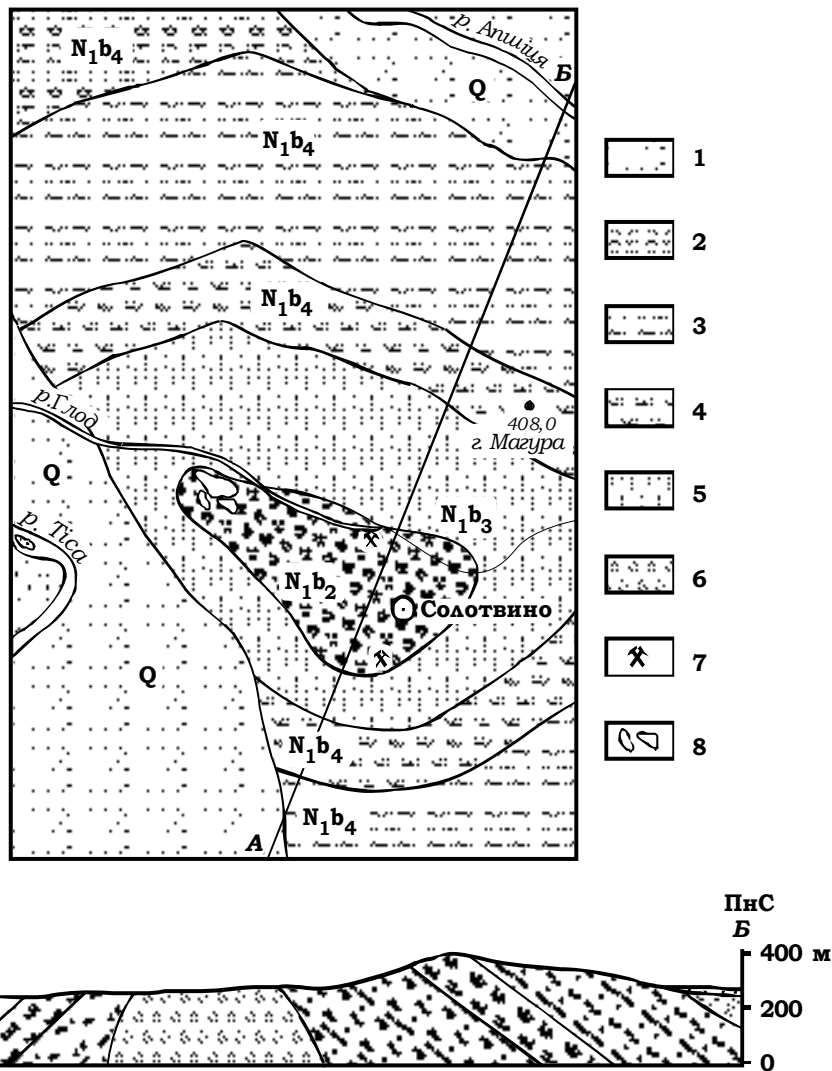 N₁b₄
р. Апшіця
Б
Q
N₁b₄
N₁b₄
р.Глод
408,0
г. Магура
Q
N₁b₃
р. Тіса
N₁b₂
Солотвино
Q
N₁b₄
N₁b₄
А
1
2
3
4
5
6
7
8
ПнС
Б
400 м
200
0